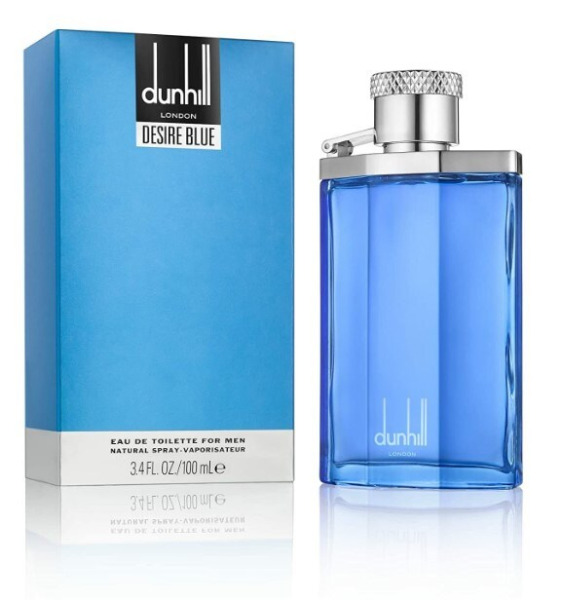 dunhill
LONDON
DESIRE BLUE
EAU DE TOILETTE FOR MEN
NATURAL SPRAY-VAPORISATEUR
3.4 FL. OZ./100 mL℮
dunhill
LONDON